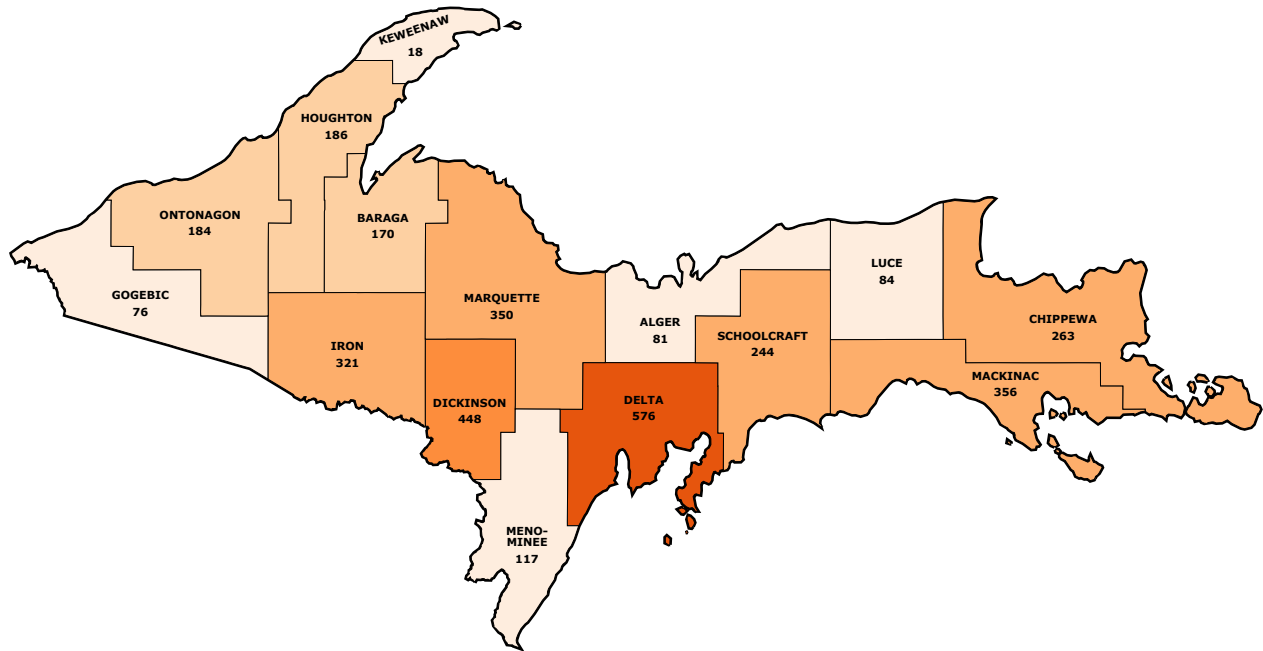 KEWEENAW
18
HOUGHTON
186
ONTONAGON
184
BARAGA
170
GOGEBIC
76
IRON
321
MARQUETTE
350
DICKINSON
448
MENO-
MINEE
117
ALGER
81
DELTA
576
SCHOOLCRAFT
244
LUCE
84
CHIPPEWA
263
MACKINAC
356